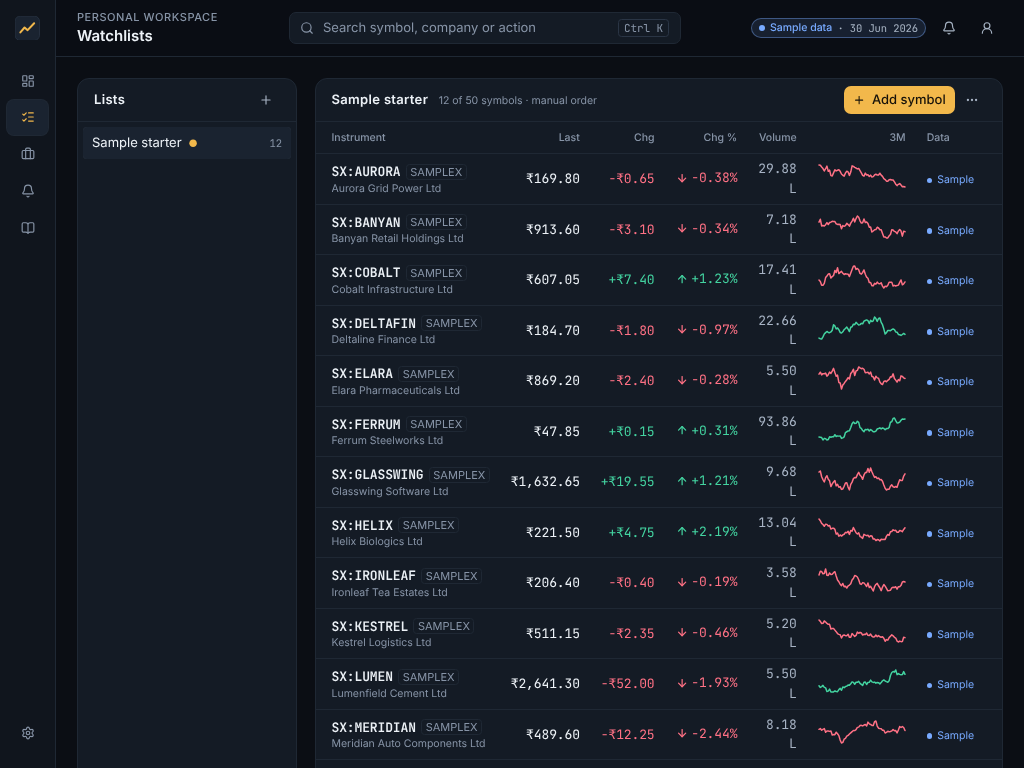 PERSONAL WORKSPACE
Watchlists
Search symbol, company or action
Ctrl K
Sample data · 30 Jun 2026
Lists
Sample starter
12
Sample starter 12 of 50 symbols · manual order
Add symbol
Instrument Last Chg Chg % Volume 3M Data
SX:AURORA SAMPLEX
Aurora Grid Power Ltd
₹169.80 -₹0.65 ↓ -0.38% 29.88 L Sample
SX:BANYAN SAMPLEX
Banyan Retail Holdings Ltd
₹913.60 -₹3.10 ↓ -0.34% 7.18 L Sample
SX:COBALT SAMPLEX
Cobalt Infrastructure Ltd
₹607.05 +₹7.40 ↑ +1.23% 17.41 L Sample
SX:DELTAFIN SAMPLEX
Deltaline Finance Ltd
₹184.70 -₹1.80 ↓ -0.97% 22.66 L Sample
SX:ELARA SAMPLEX
Elara Pharmaceuticals Ltd
₹869.20 -₹2.40 ↓ -0.28% 5.50 L Sample
SX:FERRUM SAMPLEX
Ferrum Steelworks Ltd
₹47.85 +₹0.15 ↑ +0.31% 93.86 L Sample
SX:GLASSWING SAMPLEX
Glasswing Software Ltd
₹1,632.65 +₹19.55 ↑ +1.21% 9.68 L Sample
SX:HELIX SAMPLEX
Helix Biologics Ltd
₹221.50 +₹4.75 ↑ +2.19% 13.04 L Sample
SX:IRONLEAF SAMPLEX
Ironleaf Tea Estates Ltd
₹206.40 -₹0.40 ↓ -0.19% 3.58 L Sample
SX:KESTREL SAMPLEX
Kestrel Logistics Ltd
₹511.15 -₹2.35 ↓ -0.46% 5.20 L Sample
SX:LUMEN SAMPLEX
Lumenfield Cement Ltd
₹2,641.30 -₹52.00 ↓ -1.93% 5.50 L Sample
SX:MERIDIAN SAMPLEX
Meridian Auto Components Ltd
₹489.60 -₹12.25 ↓ -2.44% 8.18 L Sample